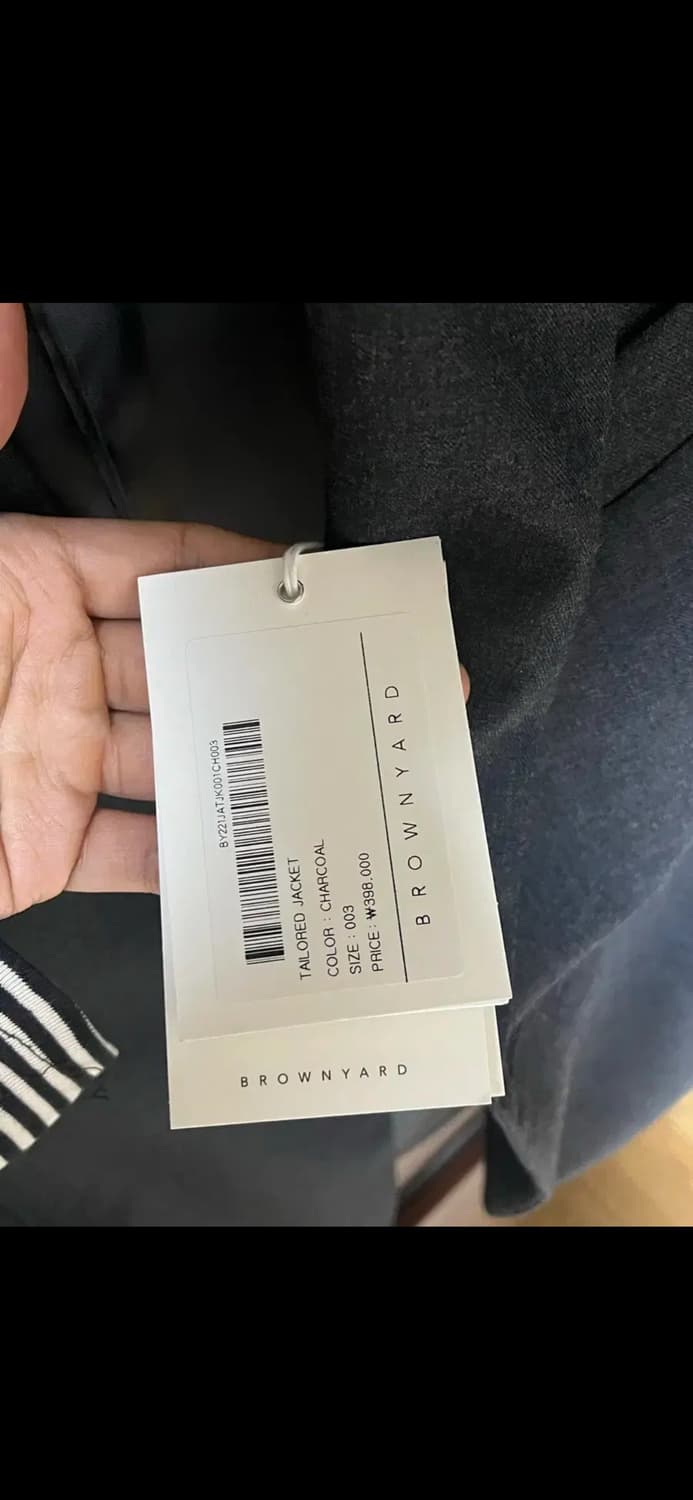 BROWNYARD
PRICE : ₩398.000
SIZE : 003
COLOR : CHARCOAL
TAILORED JACKET
BY221JATJK001CH003
BROWNYARD